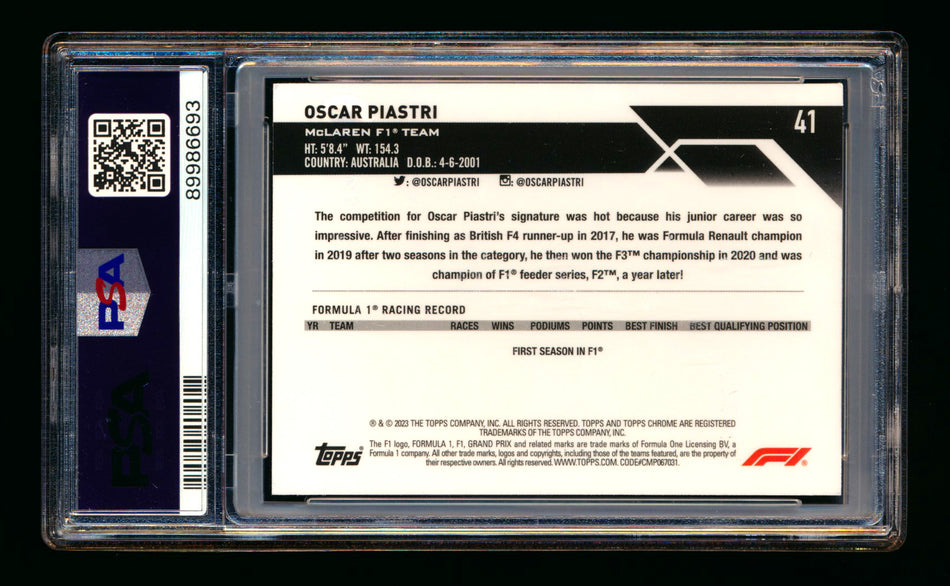 89986693
PSA
PSA
OSCAR PIASTRI
McLAREN F1® TEAM
HT: 5'8.4" WT: 154.3
COUNTRY: AUSTRALIA D.O.B.: 4-6-2001
41
: @OSCARPIASTRI : @OSCARPIASTRI
The competition for Oscar Piastri's signature was hot because his junior career was so
impressive. After finishing as British F4 runner-up in 2017, he was Formula Renault champion
in 2019 after two seasons in the category, he then won the F3™ championship in 2020 and was
champion of F1® feeder series, F2™, a year later!
FORMULA 1® RACING RECORD
YR TEAM RACES WINS PODIUMS POINTS BEST FINISH BEST QUALIFYING POSITION
FIRST SEASON IN F1®
® & © 2023 THE TOPPS COMPANY, INC. ALL RIGHTS RESERVED. TOPPS AND TOPPS CHROME ARE REGISTERED
TRADEMARKS OF THE TOPPS COMPANY, INC.
The F1 logo, FORMULA 1, F1, GRAND PRIX and related marks are trade marks of Formula One Licensing BV, a
Formula 1 company. All other trade marks, logos and copyrights, including those of the teams featured, are the property of
their respective owners. All rights reserved. WWW.TOPPS.COM. CODE#CMP067031.
Topps
F1®